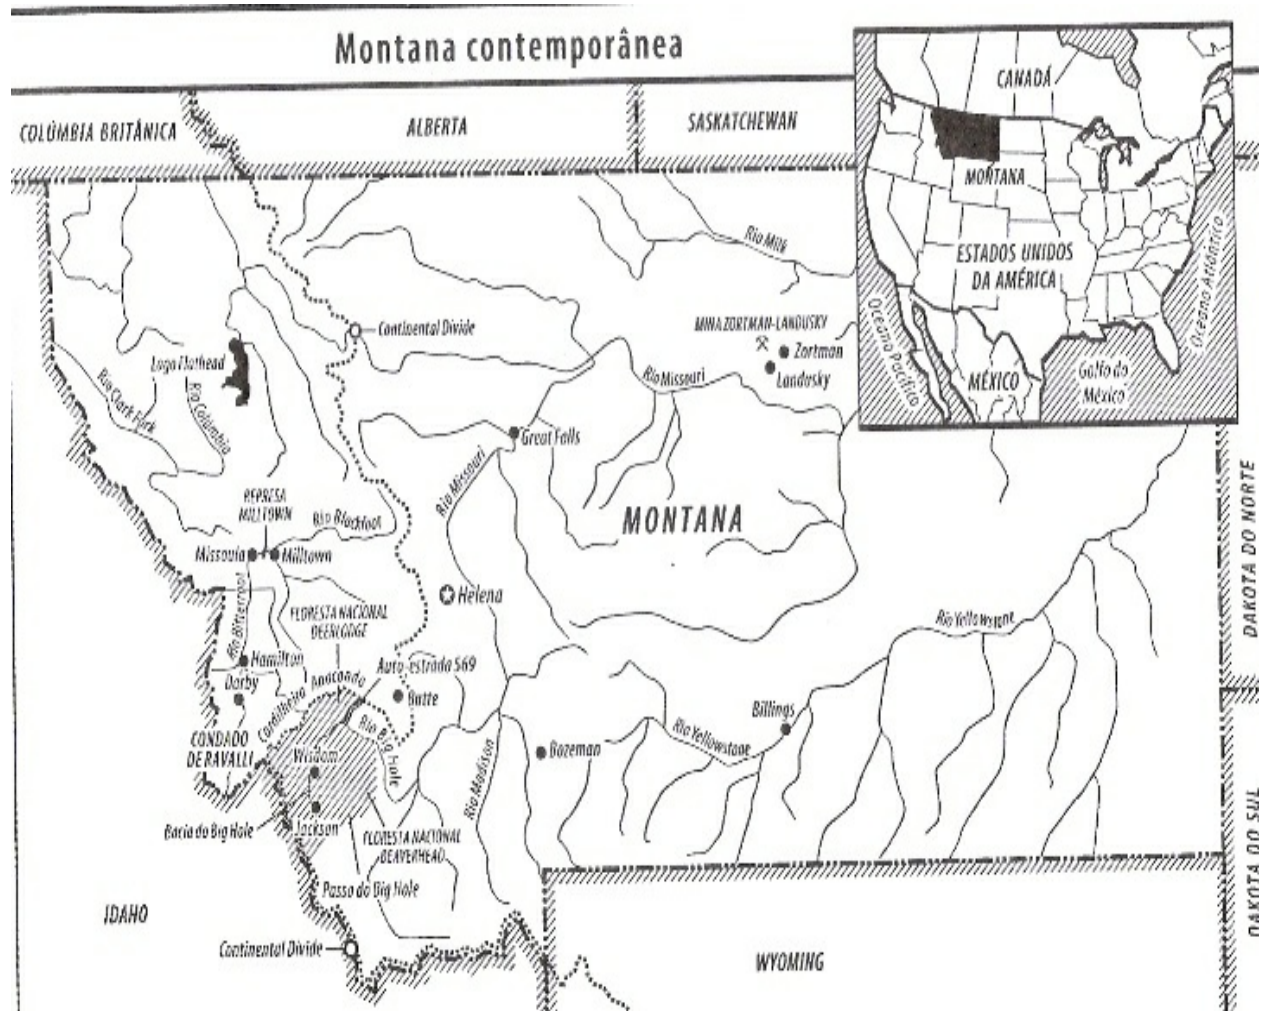 Montana contemporânea
COLÚMBIA BRITÂNICA
ALBERTA
SASKATCHEWAN
CANADÁ
MONTANA
ESTADOS UNIDOS
DA AMÉRICA
Oceano Pacífico
Oceano Atlântico
MÉXICO
Golfo do
México
Rio Milk
Continental Divide
MINA ZORTMAN-LANDUSKY
Zortman
Landusky
Lago Flathead
Rio Clark Fork
Rio Colúmbia
Rio Missouri
Great Falls
Rio Missouri
MONTANA
REPRESA
MILLTOWN
Rio Blackfoot
Missoula
Milltown
Helena
DAKOTA DO NORTE
Rio Bitterroot
FLORESTA NACIONAL
DEERLODGE
Rio Yellowstone
Hamilton
Darby
Cordilheira Anaconda
Auto-estrada 569
Butte
CONDADO
DE RAVALLI
Wisdom
Rio Big Hole
Rio Madison
Bozeman
Rio Yellowstone
Billings
Bacia do Big Hole
Jackson
FLORESTA NACIONAL
BEAVERHEAD
Passo do Big Hole
DAKOTA DO SUL
IDAHO
Continental Divide
WYOMING